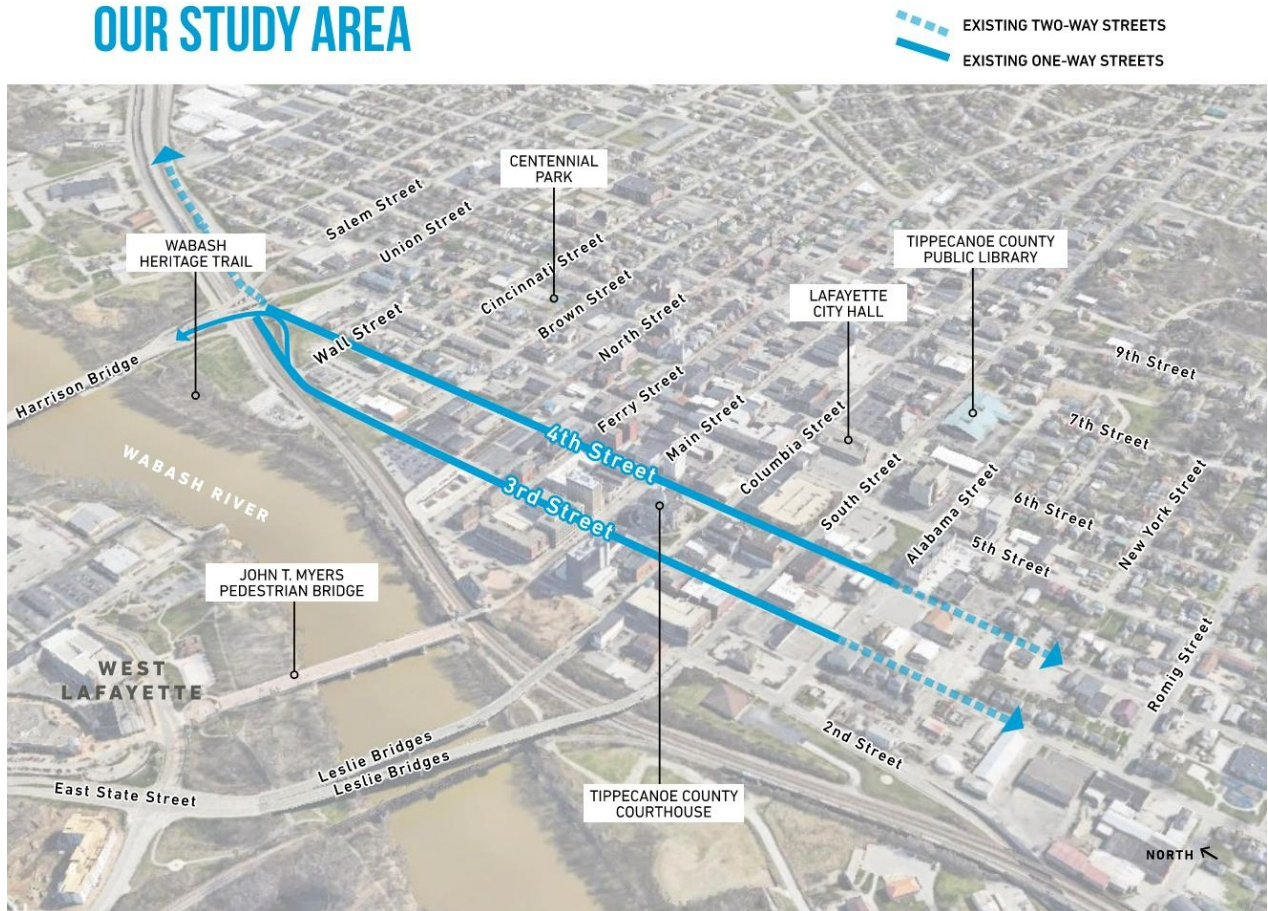 OUR STUDY AREA
EXISTING TWO-WAY STREETS
EXISTING ONE-WAY STREETS
CENTENNIAL
PARK
Salem Street
Union Street
WABASH
HERITAGE TRAIL
TIPPECANOE COUNTY
PUBLIC LIBRARY
Cincinnati Street
Brown Street
LAFAYETTE
CITY HALL
Wall Street
North Street
9th Street
Harrison Bridge
Ferry Street
Main Street
7th Street
Columbia Street
4th Street
WABASH RIVER
3rd Street
South Street
Alabama Street
6th Street
New York Street
5th Street
JOHN T. MYERS
PEDESTRIAN BRIDGE
WEST
LAFAYETTE
Romig Street
Leslie Bridges
Leslie Bridges
2nd Street
East State Street
TIPPECANOE COUNTY
COURTHOUSE
NORTH